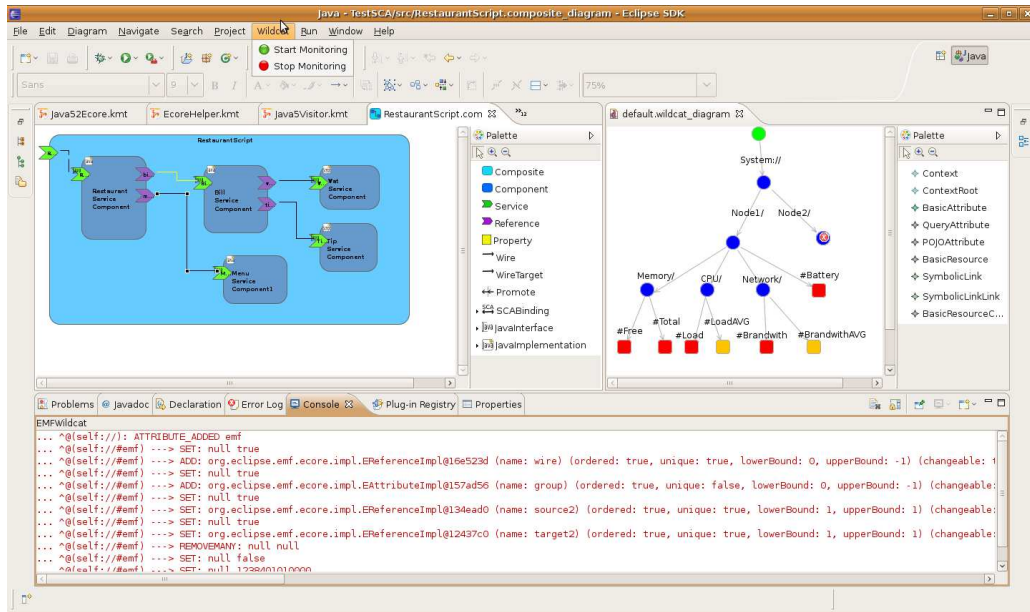 Java - TestSCA/src/RestaurantScript.composite_diagram - Eclipse SDK
File Edit Diagram Navigate Search Project Wildcat Run Window Help
Start Monitoring
Stop Monitoring
Java
Sans 9 B I A 75%
Java52Ecore.kmt EcoreHelper.kmt Java5Visitor.kmt RestaurantScript.com
default.wildcat_diagram
RestaurantScript
Restaurant
Service
Component
Bill
Service
Component
Vat
Service
Component
Tip
Service
Component
Menu
Service
Component1
Palette
Composite
Component
Service
Reference
Property
Wire
WireTarget
Promote
SCABinding
JavaInterface
JavaImplementation
System://
Node1/ Node2/
Memory/ CPU/ Network/ #Battery
#Free #Total #Load #LoadAVG #Brandwith #BrandwithAVG
Palette
Context
ContextRoot
BasicAttribute
QueryAttribute
POJOAttribute
BasicResource
SymbolicLink
SymbolicLinkLink
BasicResourceC...
Problems Javadoc Declaration Error Log Console Plug-in Registry Properties
EMFWildcat
... ^@(self://): ATTRIBUTE_ADDED emf
... ^@(self://#emf) ---> SET: null true
... ^@(self://#emf) ---> ADD: org.eclipse.emf.ecore.impl.EReferenceImpl@16e523d (name: wire) (ordered: true, unique: true, lowerBound: 0, upperBound: -1) (changeable: t
... ^@(self://#emf) ---> SET: null true
... ^@(self://#emf) ---> ADD: org.eclipse.emf.ecore.impl.EAttributeImpl@157ad56 (name: group) (ordered: true, unique: false, lowerBound: 0, upperBound: -1) (changeable:
... ^@(self://#emf) ---> SET: null true
... ^@(self://#emf) ---> SET: org.eclipse.emf.ecore.impl.EReferenceImpl@134ead0 (name: source2) (ordered: true, unique: true, lowerBound: 1, upperBound: 1) (changeable:
... ^@(self://#emf) ---> SET: null true
... ^@(self://#emf) ---> SET: org.eclipse.emf.ecore.impl.EReferenceImpl@12437c0 (name: target2) (ordered: true, unique: true, lowerBound: 1, upperBound: 1) (changeable:
... ^@(self://#emf) ---> REMOVEMANY: null null
... ^@(self://#emf) ---> SET: null false
... ^@(self://#emf) ---> SET: null 1238401010000